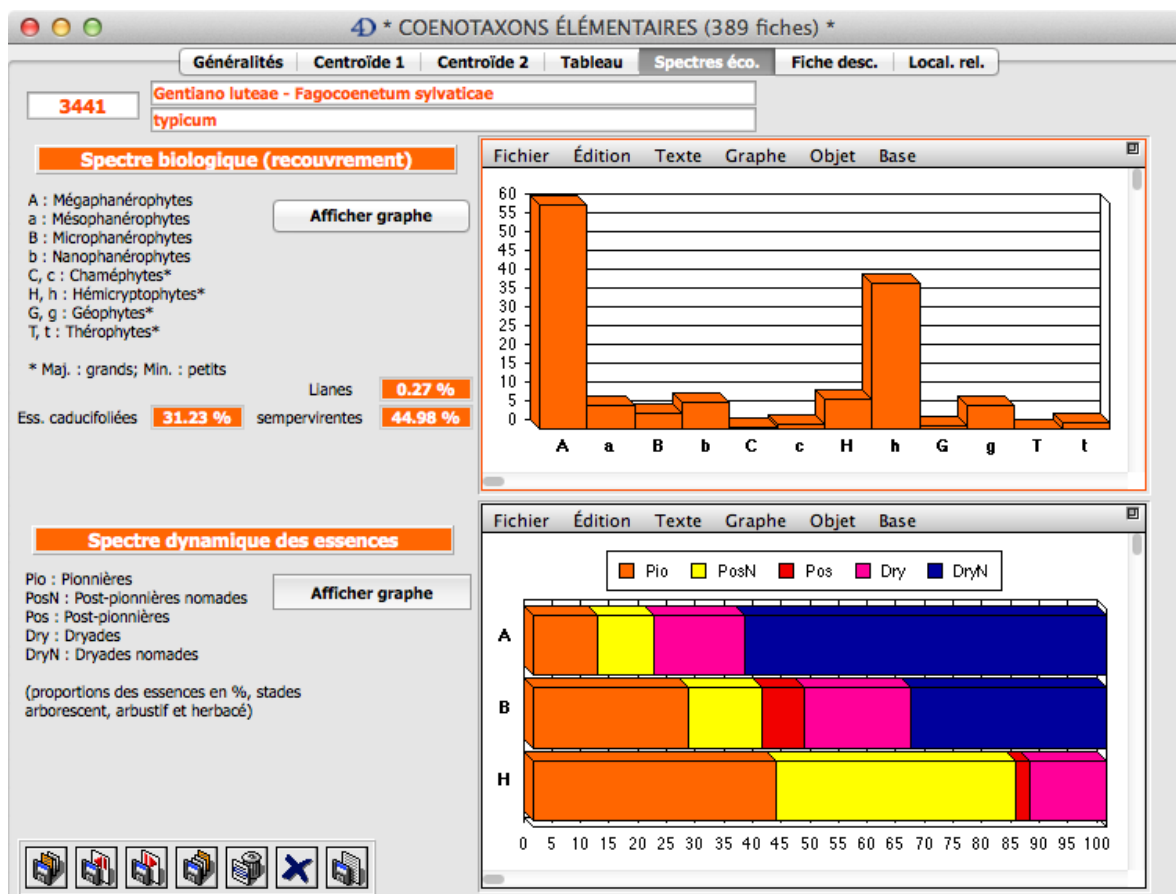 4D * COENOTAXONS ÉLÉMENTAIRES (389 fiches) *
Généralités Centroïde 1 Centroïde 2 Tableau Spectres éco. Fiche desc. Local. rel.
3441
Gentiano luteae - Fagocoenetum sylvaticae
typicum
Spectre biologique (recouvrement)
A : Mégaphanérophytes
a : Mésophanérophytes
B : Microphanérophytes
b : Nanophanérophytes
C, c : Chaméphytes*
H, h : Hémicryptophytes*
G, g : Géophytes*
T, t : Thérophytes*
* Maj. : grands; Min. : petits
Afficher graphe
Lianes 0.27 %
Ess. caducifoliées 31.23 % sempervirentes 44.98 %
Fichier Édition Texte Graphe Objet Base
60
55
50
45
40
35
30
25
20
15
10
5
0
A a B b C c H h G g T t
Spectre dynamique des essences
Pio : Pionnières
PosN : Post-pionnières nomades
Pos : Post-pionnières
Dry : Dryades
DryN : Dryades nomades
(proportions des essences en %, stades
arborescent, arbustif et herbacé)
Afficher graphe
Fichier Édition Texte Graphe Objet Base
Pio PosN Pos Dry DryN
A
B
H
0 5 10 15 20 25 30 35 40 45 50 55 60 65 70 75 80 85 90 95 100